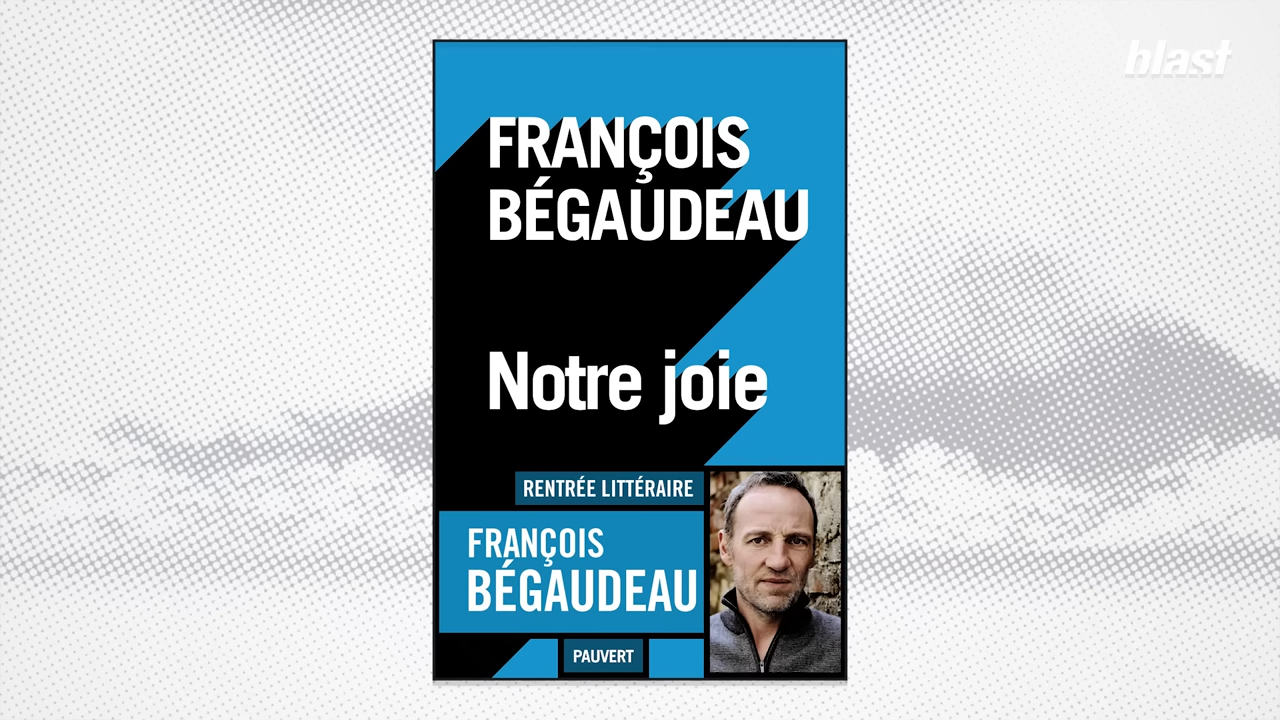 blast
FRANÇOIS
BÉGAUDEAU
Notre joie
RENTRÉE LITTÉRAIRE
FRANÇOIS
BÉGAUDEAU
PAUVERT